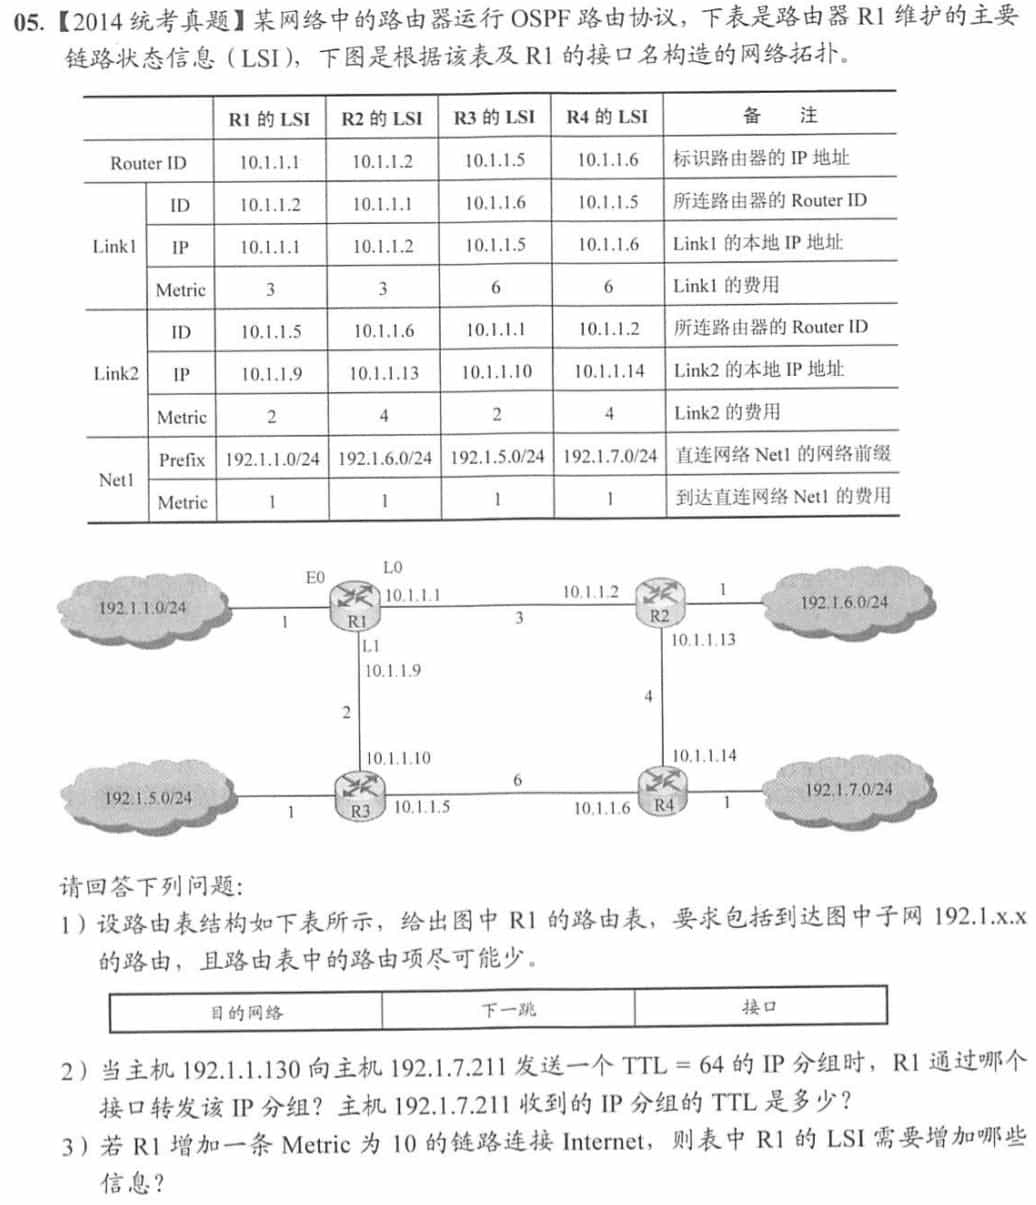 05.【2014 统考真题】某网络中的路由器运行 OSPF 路由协议，下表是路由器 R1 维护的主要
链路状态信息（LSI），下图是根据该表及 R1 的接口名构造的网络拓扑。
R1 的 LSI R2 的 LSI R3 的 LSI R4 的 LSI 备 注
Router ID 10.1.1.1 10.1.1.2 10.1.1.5 10.1.1.6 标识路由器的 IP 地址
Link1 ID 10.1.1.2 10.1.1.1 10.1.1.6 10.1.1.5 所连路由器的 Router ID
IP 10.1.1.1 10.1.1.2 10.1.1.5 10.1.1.6 Link1 的本地 IP 地址
Metric 3 3 6 6 Link1 的费用
Link2 ID 10.1.1.5 10.1.1.6 10.1.1.1 10.1.1.2 所连路由器的 Router ID
IP 10.1.1.9 10.1.1.13 10.1.1.10 10.1.1.14 Link2 的本地 IP 地址
Metric 2 4 2 4 Link2 的费用
Net1 Prefix 192.1.1.0/24 192.1.6.0/24 192.1.5.0/24 192.1.7.0/24 直连网络 Net1 的网络前缀
Metric 1 1 1 1 到达直连网络 Net1 的费用
E0 L0
192.1.1.0/24 10.1.1.1 10.1.1.2 1 192.1.6.0/24
1 R1 3 R2
L1 10.1.1.13
10.1.1.9
2 4
10.1.1.10 10.1.1.14
192.1.5.0/24 6 192.1.7.0/24
1 R3 10.1.1.5 10.1.1.6 R4 1
请回答下列问题：
1）设路由表结构如下表所示，给出图中 R1 的路由表，要求包括到达图中子网 192.1.x.x
的路由，且路由表中的路由项尽可能少。
目的网络 下一跳 接口
2）当主机 192.1.1.130 向主机 192.1.7.211 发送一个 TTL = 64 的 IP 分组时，R1 通过哪个
接口转发该 IP 分组？主机 192.1.7.211 收到的 IP 分组的 TTL 是多少？
3）若 R1 增加一条 Metric 为 10 的链路连接 Internet，则表中 R1 的 LSI 需要增加哪些
信息？